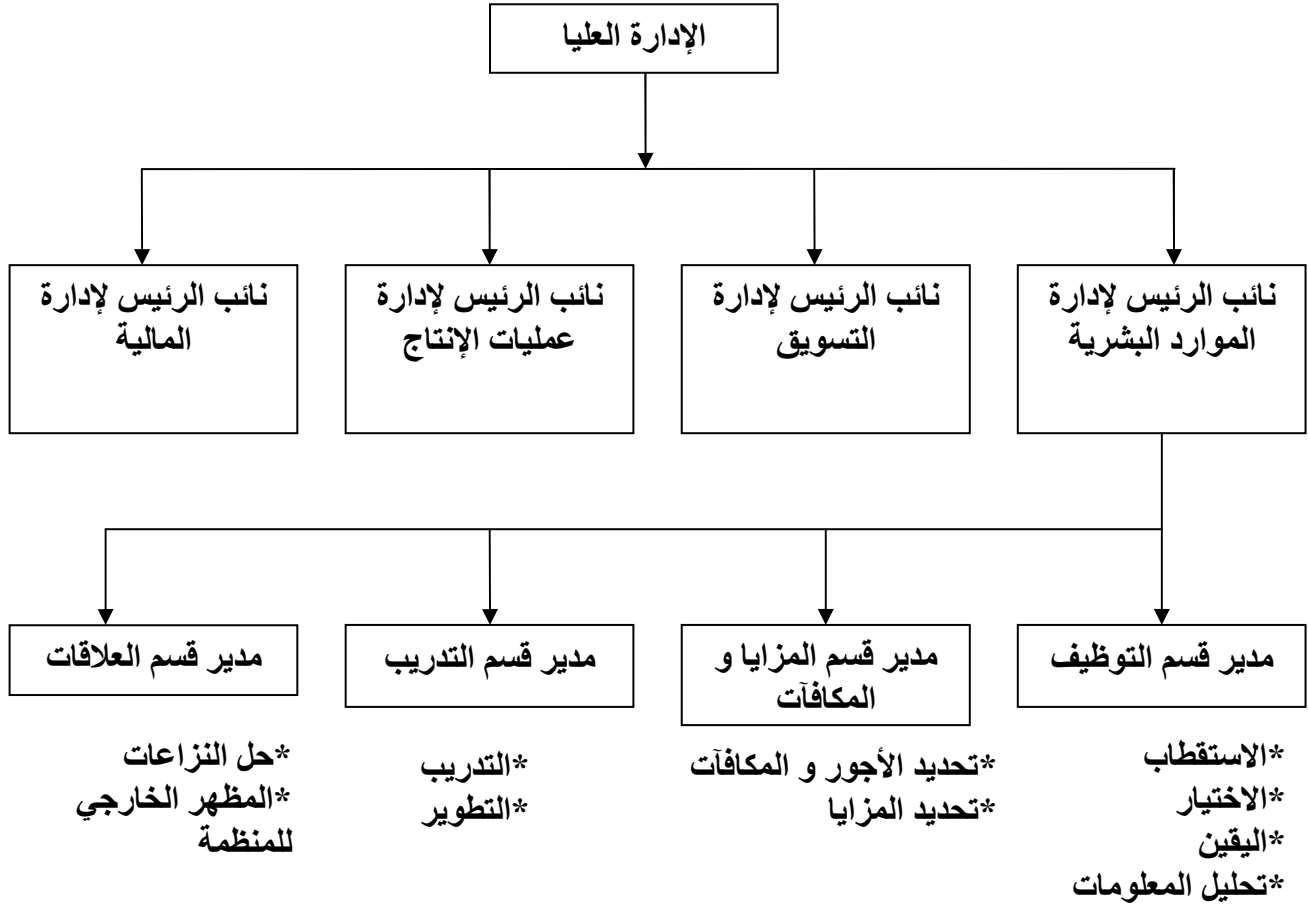 الإدارة العليا
نائب الرئيس لإدارة
الموارد البشرية
نائب الرئيس لإدارة
التسويق
نائب الرئيس لإدارة
عمليات الإنتاج
نائب الرئيس لإدارة
المالية
مدير قسم التوظيف
مدير قسم المزايا و
المكافآت
مدير قسم التدريب
مدير قسم العلاقات
*الاستقطاب
*الاختيار
*اليقين
*تحليل المعلومات
*تحديد الأجور و المكافآت
*تحديد المزايا
*التدريب
*التطوير
*حل النزاعات
*المظهر الخارجي
للمنظمة